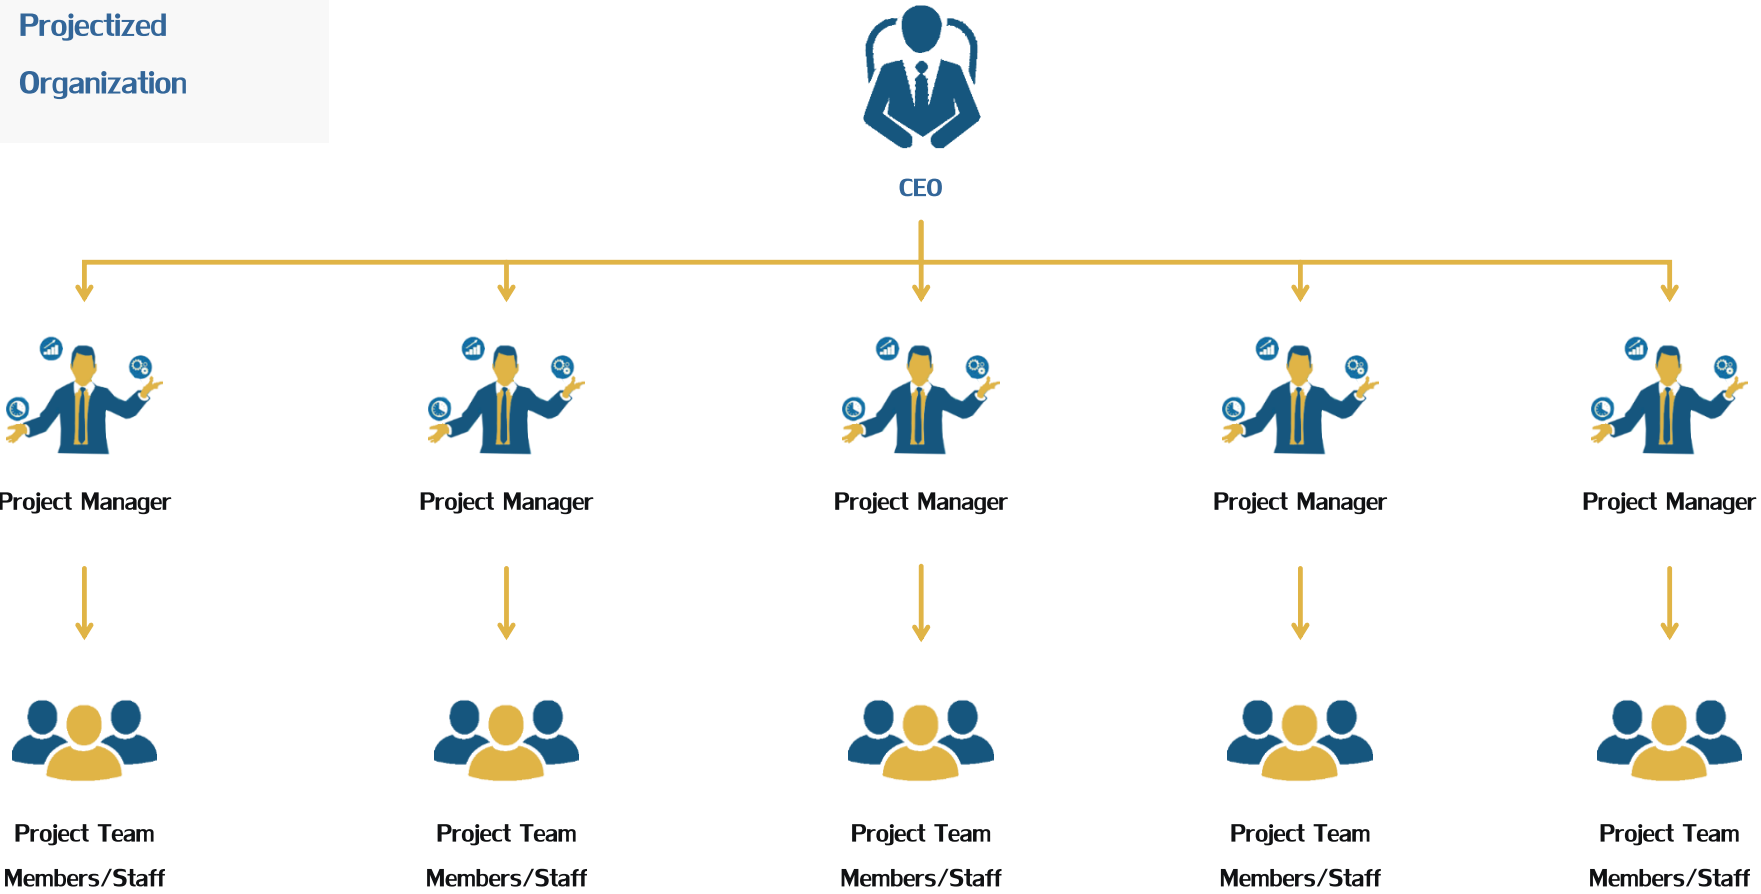 Projectized
Organization
CEO
Project Manager
Project Manager
Project Manager
Project Manager
Project Manager
Project Team
Members/Staff
Project Team
Members/Staff
Project Team
Members/Staff
Project Team
Members/Staff
Project Team
Members/Staff